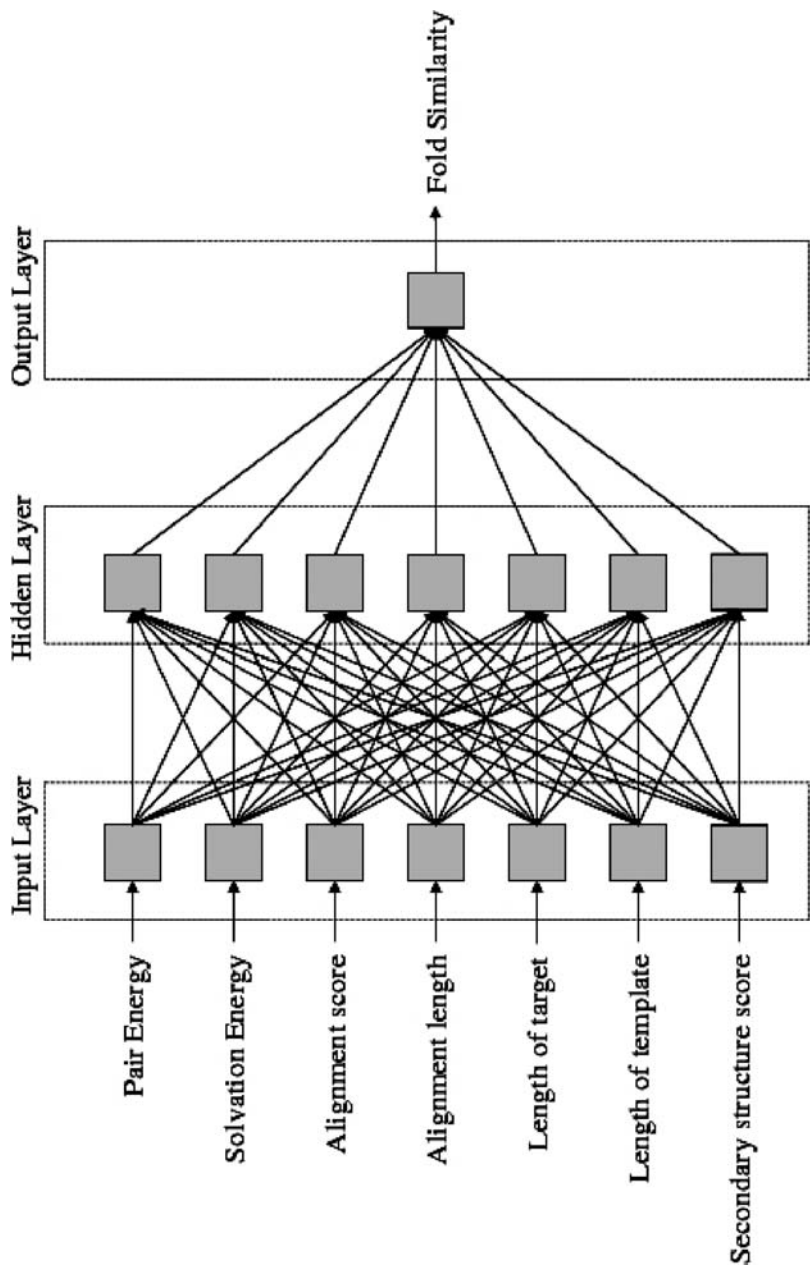 Input Layer
Hidden Layer
Output Layer
Pair Energy
Solvation Energy
Alignment score
Alignment length
Length of target
Length of template
Secondary structure score
Fold Similarity